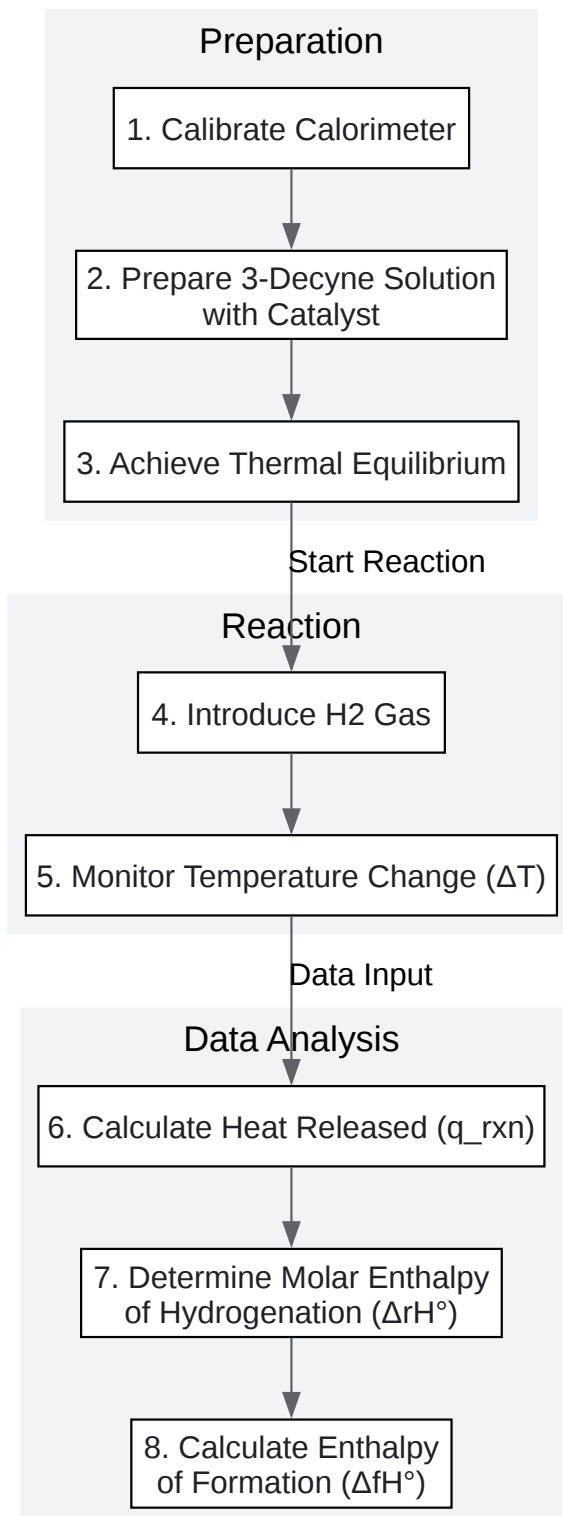 Preparation
1. Calibrate Calorimeter
2. Prepare 3-Decyne Solution
with Catalyst
3. Achieve Thermal Equilibrium
Start Reaction
Reaction
4. Introduce H2 Gas
5. Monitor Temperature Change (ΔT)
Data Input
Data Analysis
6. Calculate Heat Released (q_rxn)
7. Determine Molar Enthalpy
of Hydrogenation (ΔrH°)
8. Calculate Enthalpy
of Formation (ΔfH°)